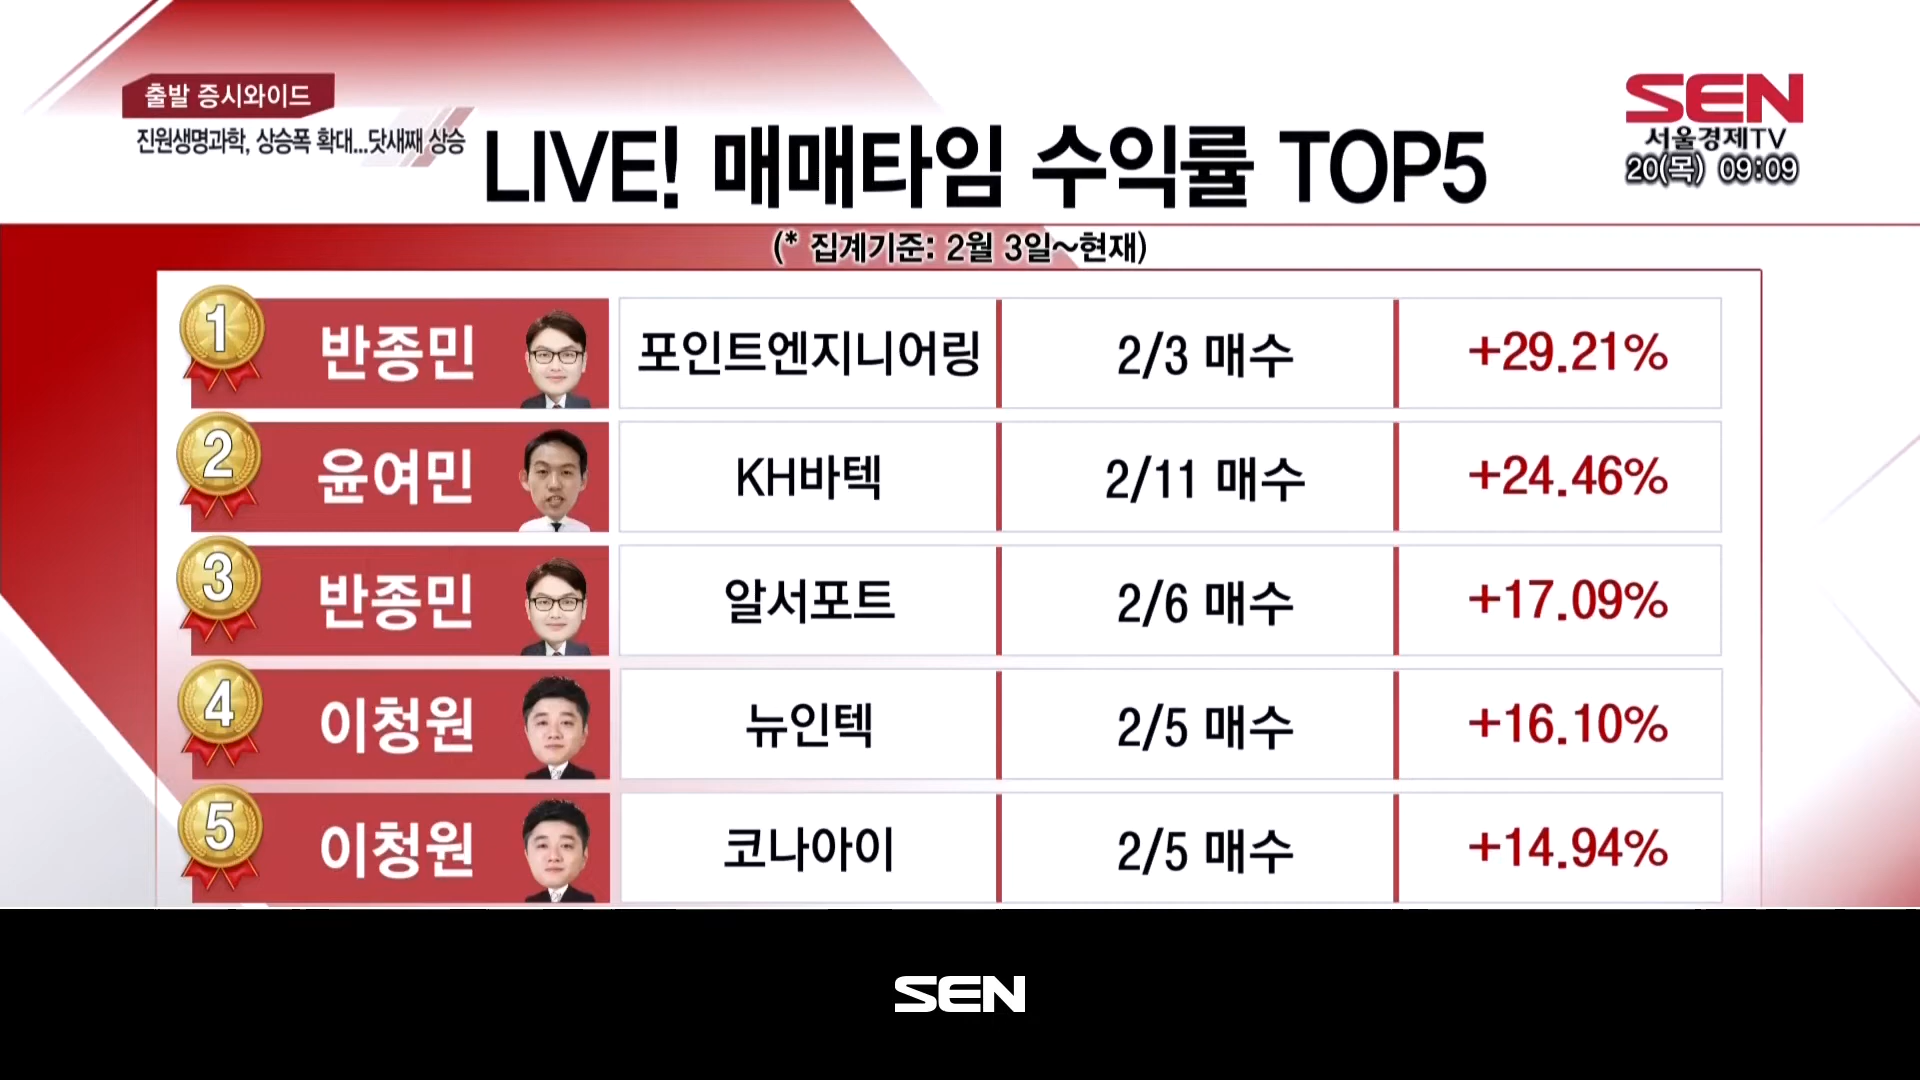 출발 증시와이드
진원생명과학, 상승폭 확대...닷새째 상승
LIVE! 매매타임 수익률 TOP5
SEN
서울경제TV
20(목) 09:09
(* 집계기준: 2월 3일~현재)
1 반종민 포인트엔지니어링 2/3 매수 +29.21%
2 윤여민 KH바텍 2/11 매수 +24.46%
3 반종민 알서포트 2/6 매수 +17.09%
4 이청원 뉴인텍 2/5 매수 +16.10%
5 이청원 코나아이 2/5 매수 +14.94%
SEN